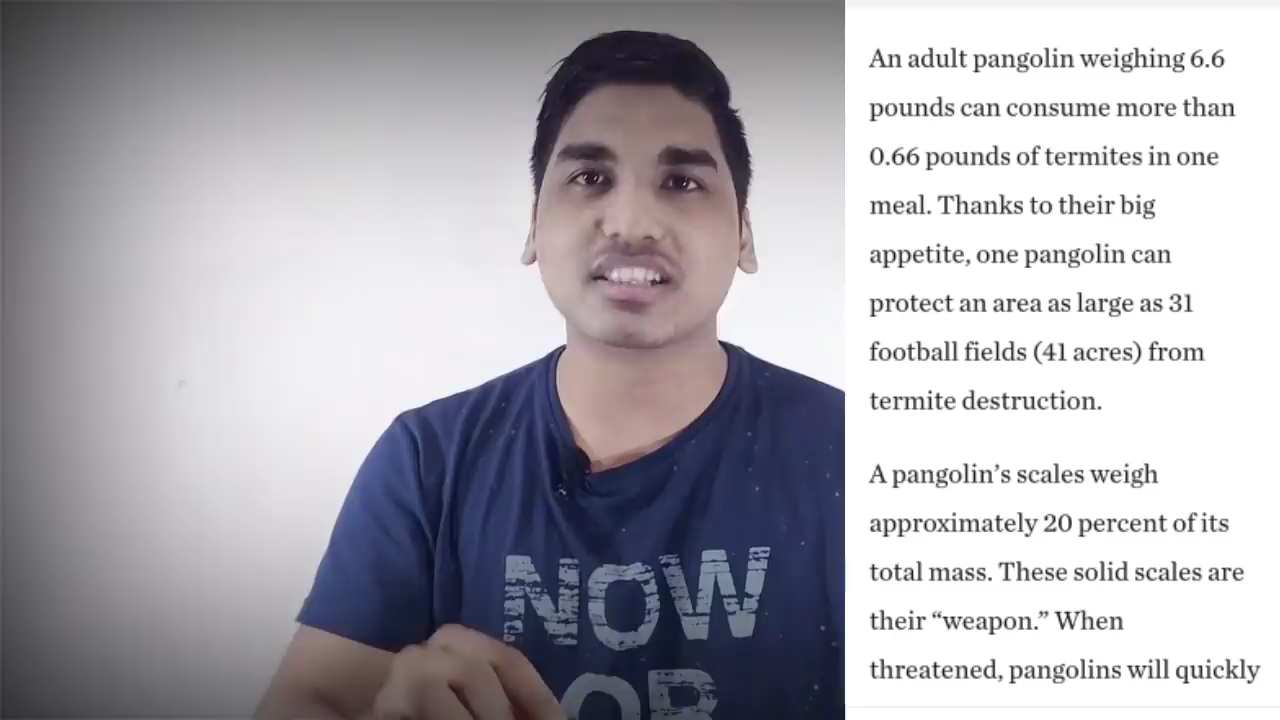 An adult pangolin weighing 6.6
pounds can consume more than
0.66 pounds of termites in one
meal. Thanks to their big
appetite, one pangolin can
protect an area as large as 31
football fields (41 acres) from
termite destruction.
A pangolin’s scales weigh
approximately 20 percent of its
total mass. These solid scales are
their “weapon.” When
threatened, pangolins will quickly
NOW
OR